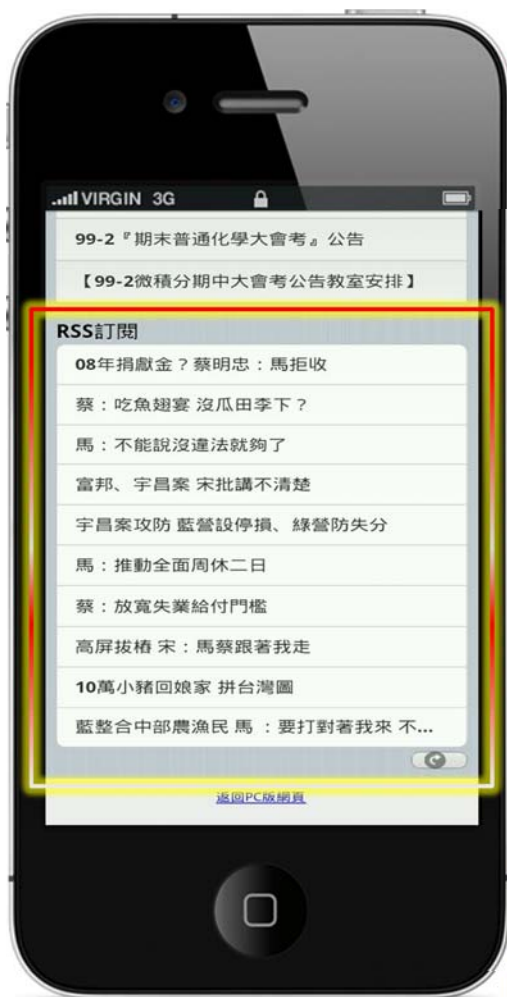 VIRGIN 3G
99-2『期末普通化學大會考』公告
【99-2微積分期中大會考公告教室安排】
RSS訂閱
08年捐獻金？蔡明忠：馬拒收
蔡：吃魚翅宴 沒瓜田李下？
馬：不能說沒違法就夠了
富邦、宇昌案 宋批講不清楚
宇昌案攻防 藍營設停損、綠營防失分
馬：推動全面周休二日
蔡：放寬失業給付門檻
高屏拔樁 宋：馬蔡跟著我走
10萬小豬回娘家 拼台灣圖
藍整合中部農漁民 馬 ：要打對著我來 不...
返回PC版網頁